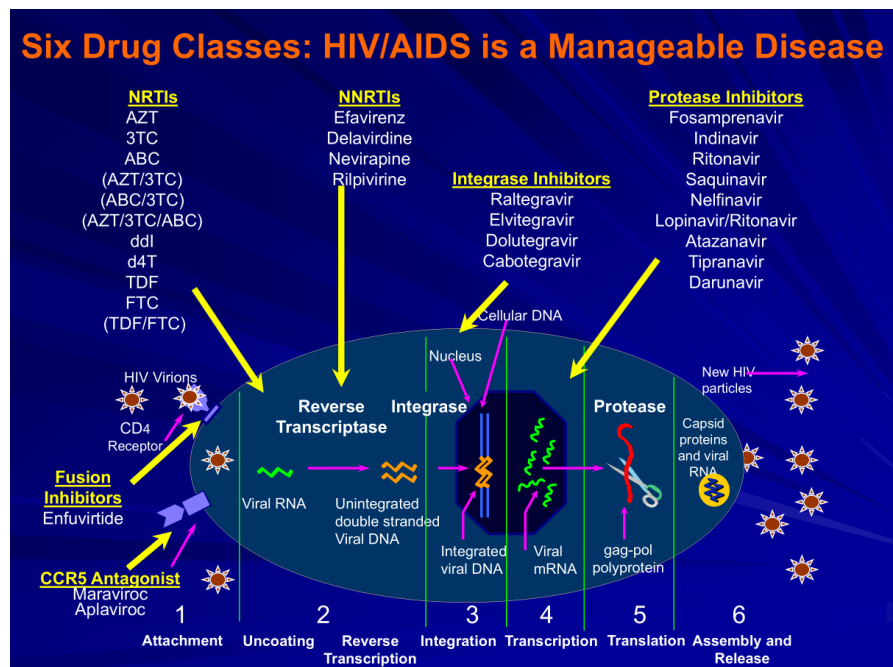 Six Drug Classes: HIV/AIDS is a Manageable Disease
NRTIs
AZT
3TC
ABC
(AZT/3TC)
(ABC/3TC)
(AZT/3TC/ABC)
ddI
d4T
TDF
FTC
(TDF/FTC)
NNRTIs
Efavirenz
Delavirdine
Nevirapine
Rilpivirine
Integrase Inhibitors
Raltegravir
Elvitegravir
Dolutegravir
Cabotegravir
Protease Inhibitors
Fosamprenavir
Indinavir
Ritonavir
Saquinavir
Nelfinavir
Lopinavir/Ritonavir
Atazanavir
Tipranavir
Darunavir
Cellular DNA
Nucleus
HIV Virions
CD4
Receptor
Reverse
Transcriptase
Integrase
Protease
New HIV
particles
Capsid
proteins
and viral
RNA
Fusion
Inhibitors
Enfuvirtide
Viral RNA
Unintegrated
double stranded
Viral DNA
Integrated
viral DNA
Viral
mRNA
gag-pol
polyprotein
CCR5 Antagonist
Maraviroc
Aplaviroc
1
2
3
4
5
6
Attachment
Uncoating
Reverse
Transcription
Integration
Transcription
Translation
Assembly and
Release